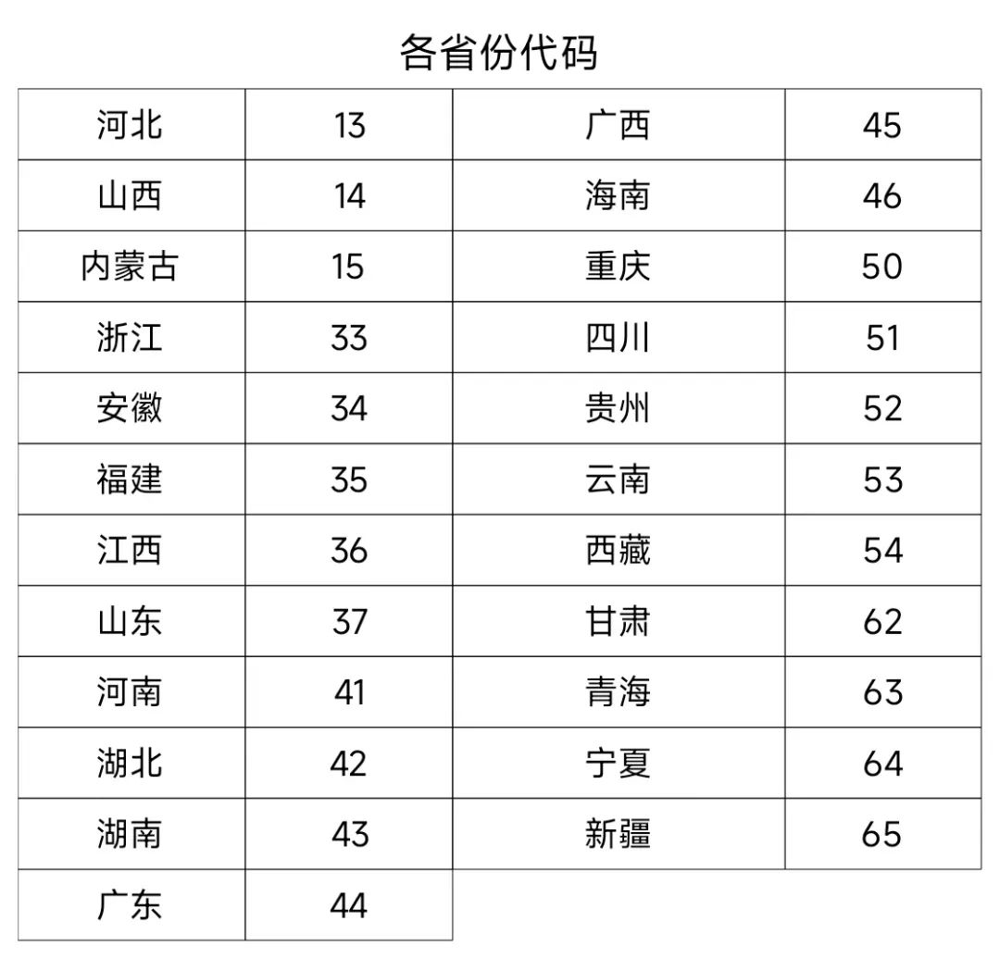 各省份代码
河北 13 广西 45
山西 14 海南 46
内蒙古 15 重庆 50
浙江 33 四川 51
安徽 34 贵州 52
福建 35 云南 53
江西 36 西藏 54
山东 37 甘肃 62
河南 41 青海 63
湖北 42 宁夏 64
湖南 43 新疆 65
广东 44